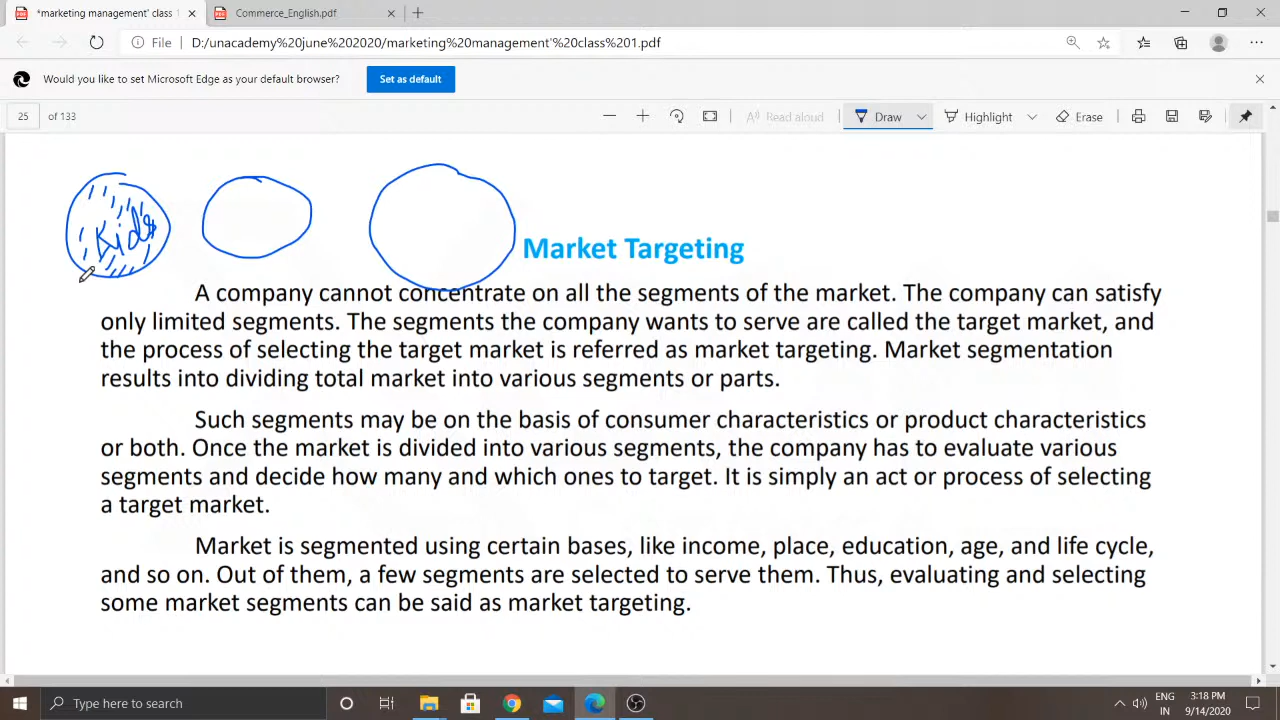 *marketing management' class
Commerce_English.pdf
File
D:/unacademy%20june%202020/marketing%20management'%20class%201.pdf
Would you like to set Microsoft Edge as your default browser?
Set as default
25 of 133
Read aloud
Draw
Highlight
Erase
Kids
Market Targeting
A company cannot concentrate on all the segments of the market. The company can satisfy
only limited segments. The segments the company wants to serve are called the target market, and
the process of selecting the target market is referred as market targeting. Market segmentation
results into dividing total market into various segments or parts.
Such segments may be on the basis of consumer characteristics or product characteristics
or both. Once the market is divided into various segments, the company has to evaluate various
segments and decide how many and which ones to target. It is simply an act or process of selecting
a target market.
Market is segmented using certain bases, like income, place, education, age, and life cycle,
and so on. Out of them, a few segments are selected to serve them. Thus, evaluating and selecting
some market segments can be said as market targeting.
Type here to search
ENG
IN
3:18 PM
9/14/2020